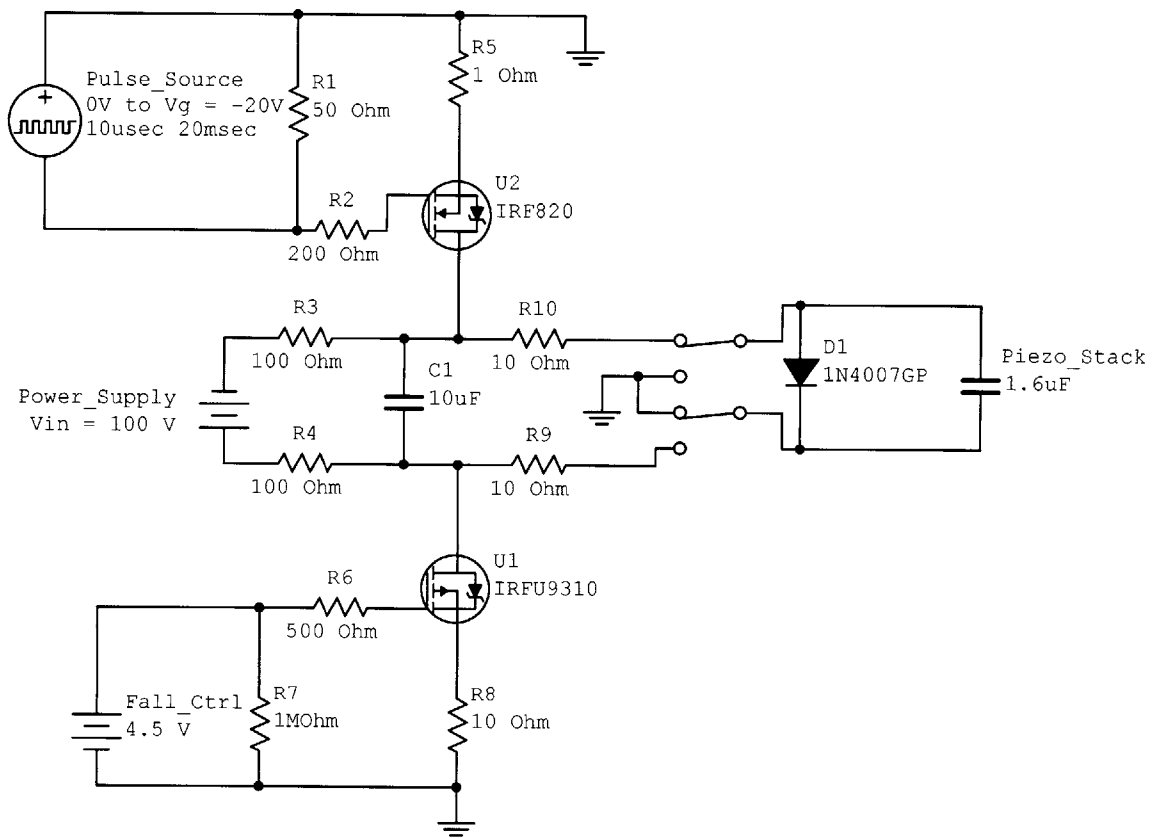 R5
1 Ohm
Pulse_Source
0V to Vg = -20V
10usec 20msec
+
R1
50 Ohm
U2
IRF820
R2
200 Ohm
R3
100 Ohm
R10
10 Ohm
C1
10uF
D1
1N4007GP
Piezo_Stack
1.6uF
Power_Supply
Vin = 100 V
R4
100 Ohm
R9
10 Ohm
U1
IRFU9310
R6
500 Ohm
Fall_Ctrl
4.5 V
R7
1MOhm
R8
10 Ohm